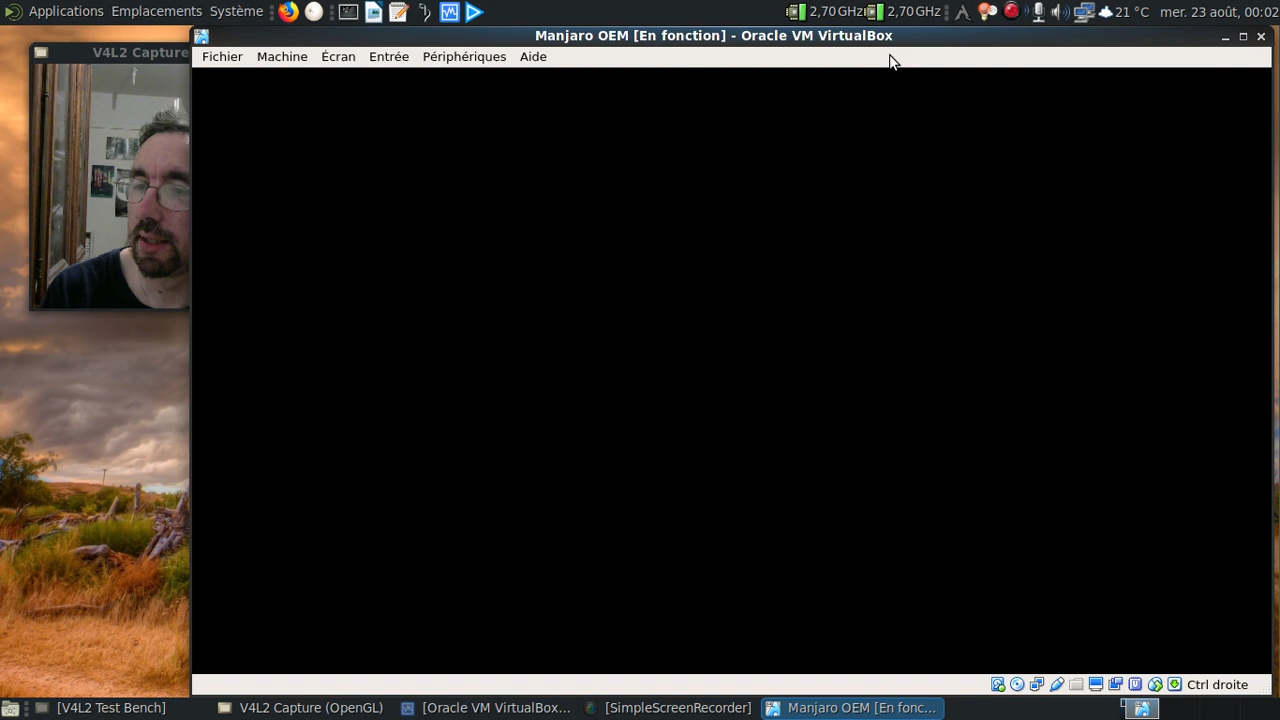 Applications Emplacements Système 2,70 GHz 2,70 GHz 21 °C mer. 23 août, 00:02
V4L2 Capture
Manjaro OEM [En fonction] - Oracle VM VirtualBox
Fichier Machine Écran Entrée Périphériques Aide
Ctrl droite
[V4L2 Test Bench] V4L2 Capture (OpenGL) [Oracle VM VirtualBox... [SimpleScreenRecorder] Manjaro OEM [En fonc...